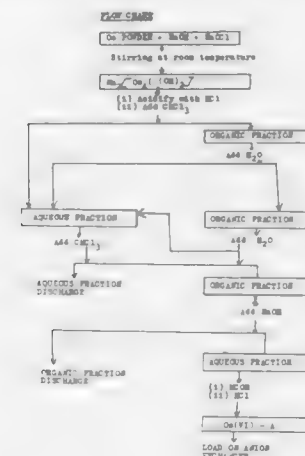 FLOW CHART
Os POWDER + NaOH + NaOCl
Stirring at room temperature
(i) Acidify with HCl
(ii) Add CHCl3
ORGANIC FRACTION
Add H2O
AQUEOUS FRACTION
ORGANIC FRACTION
Add CHCl3
Add H2O
AQUEOUS FRACTION
DISCHARGE
ORGANIC FRACTION
Add NaOH
ORGANIC FRACTION
DISCHARGE
AQUEOUS FRACTION
(ii) HCl
Os(VI) - A
LOAD ON ANION